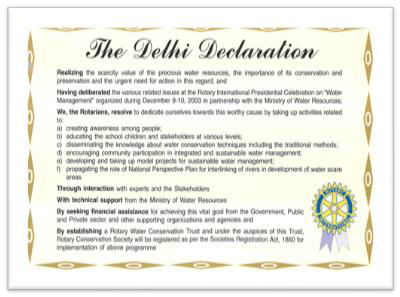 The Delhi Declaration
Realizing the scarcity value of the precious water resources, the importance of its conservation and
preservation and the urgent need for action in this regard, and
Having deliberated the various related issues at the Rotary International Presidential Celebration on "Water
Management" organized during December 9-10, 2003 in partnership with the Ministry of Water Resources;
We, the Rotarians, resolve to dedicate ourselves towards this worthy cause by taking up activities related
to:
a) creating awareness among people;
b) educating the school children and stakeholders at various levels;
c) disseminating the knowledge about water conservation techniques including the traditional methods;
d) encouraging community participation in integrated and sustainable water management;
e) developing and taking up model projects for sustainable water management;
f) propagating the role of National Perspective Plan for interlinking of rivers in development of water scare
areas
Through interaction with experts and the Stakeholders
With technical support from the Ministry of Water Resources
By seeking financial assistance for achieving this vital goal from the Government, Public
and Private sector and other supporting organizations and agencies and
By establishing a Rotary Water Conservation Trust and under the auspices of this Trust,
Rotary Conservation Society will be registered as per the Societies Registration Act, 1860 for
implementation of above programme